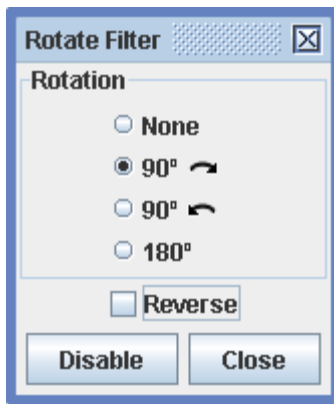 Rotate Filter
Rotation
None
90°
90°
180°
Reverse
Disable Close